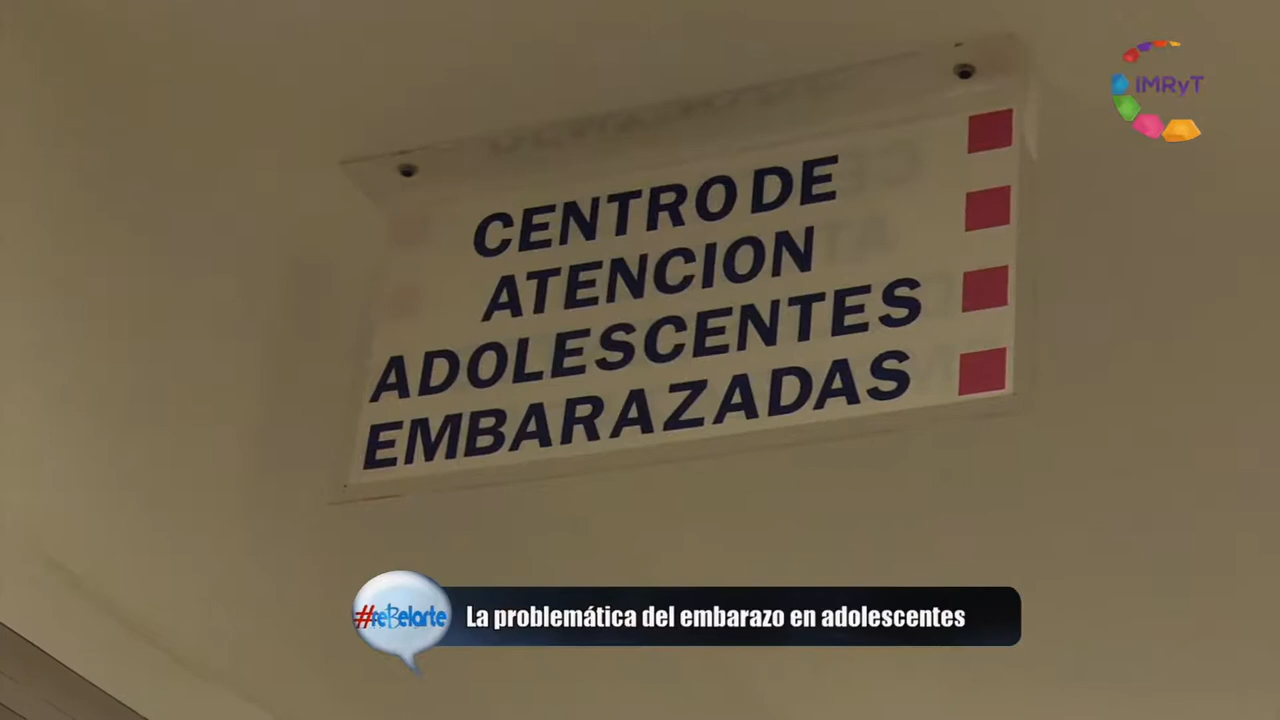 IMRyT
CENTRO DE
ATENCION
ADOLESCENTES
EMBARAZADAS
#reBelarte
La problemática del embarazo en adolescentes